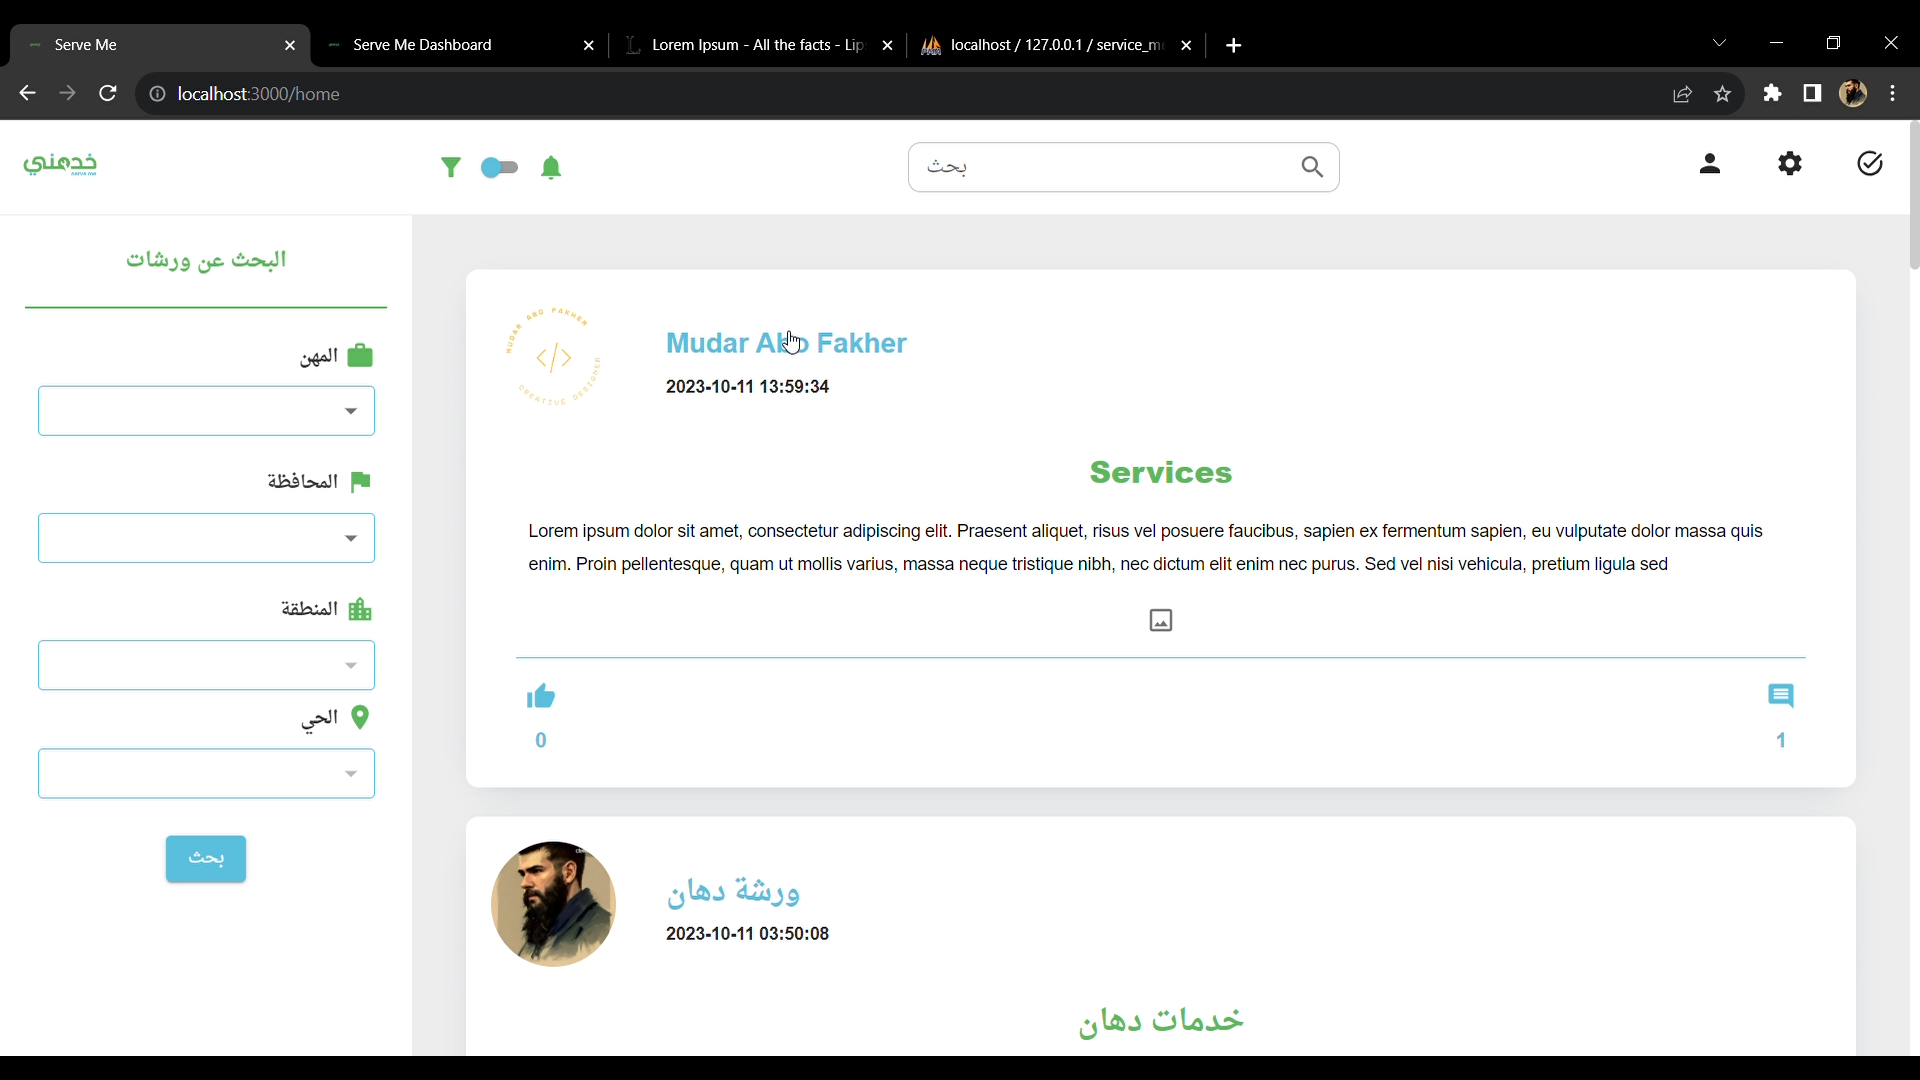 Serve Me
Serve Me Dashboard
Lorem Ipsum - All the facts - Lip
localhost / 127.0.0.1 / service_m
localhost:3000/home
خدمني
serve me
بحث
البحث عن ورشات
المهن
المحافظة
المنطقة
الحي
بحث
MUDAR ABO FAKHER
</>
CREATIVE DESIGNER
Mudar Abo Fakher
2023-10-11 13:59:34
Services
Lorem ipsum dolor sit amet, consectetur adipiscing elit. Praesent aliquet, risus vel posuere faucibus, sapien ex fermentum sapien, eu vulputate dolor massa quis
enim. Proin pellentesque, quam ut mollis varius, massa neque tristique nibh, nec dictum elit enim nec purus. Sed vel nisi vehicula, pretium ligula sed
0
1
ورشة دهان
2023-10-11 03:50:08
خدمات دهان